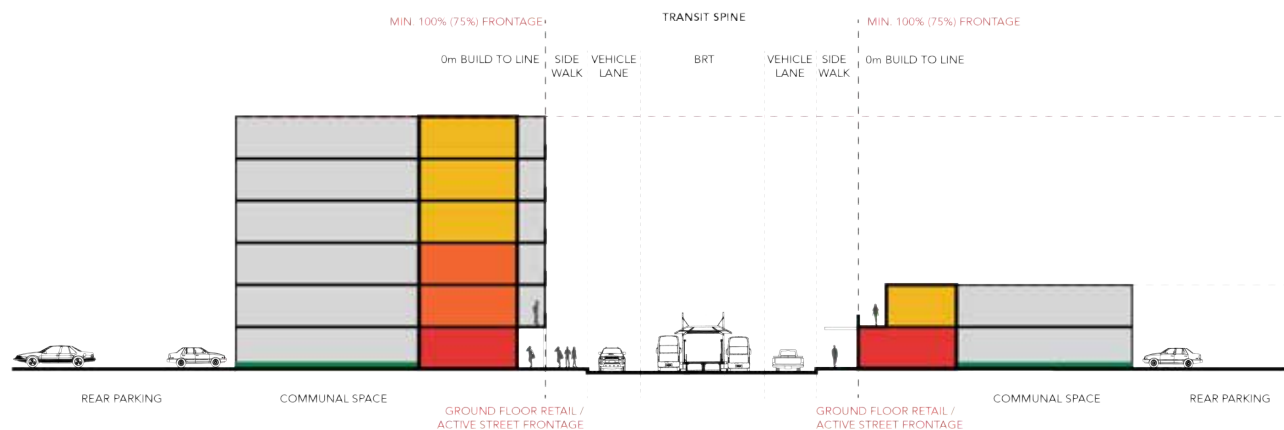 TRANSIT SPINE
MIN. 100% (75%) FRONTAGE
MIN. 100% (75%) FRONTAGE
0m BUILD TO LINE
SIDE
WALK
VEHICLE
LANE
BRT
VEHICLE
LANE
SIDE
WALK
0m BUILD TO LINE
REAR PARKING
COMMUNAL SPACE
GROUND FLOOR RETAIL /
ACTIVE STREET FRONTAGE
GROUND FLOOR RETAIL /
ACTIVE STREET FRONTAGE
COMMUNAL SPACE
REAR PARKING